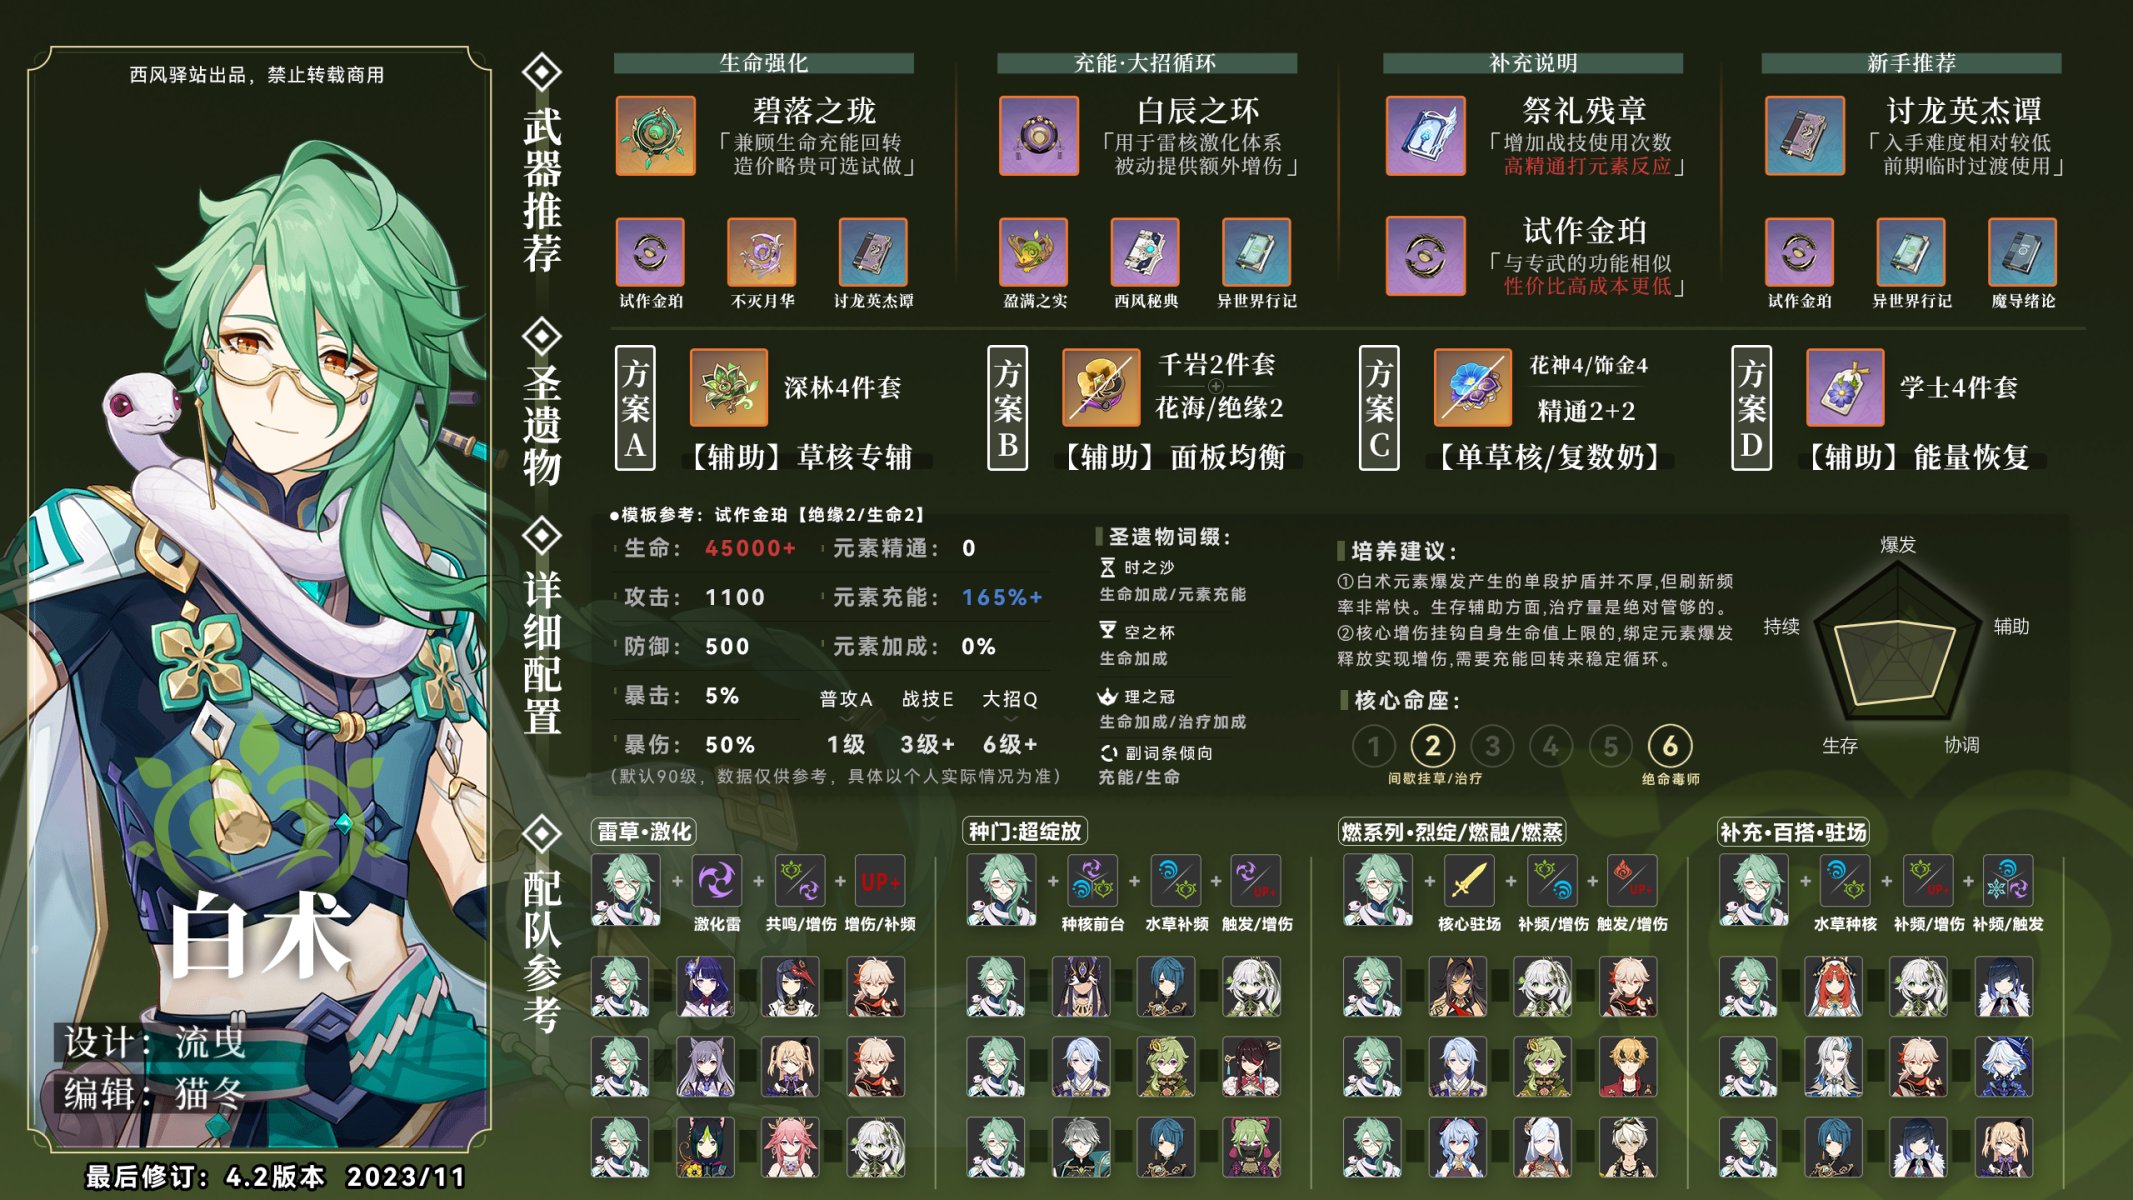 西风驿站出品，禁止转载商用
白术
设计：流曳
编辑：猫冬
最后修订：4.2版本 2023/11
武器推荐
生命强化
碧落之珑
「兼顾生命充能回转
造价略贵可选试做」
试作金珀
不灭月华
讨龙英杰谭
充能·大招循环
白辰之环
「用于雷核激化体系
被动提供额外增伤」
盈满之实
西风秘典
异世界行记
补充说明
祭礼残章
「增加战技使用次数
高精通打元素反应」
试作金珀
「与专武的功能相似
性价比高成本更低」
新手推荐
讨龙英杰谭
「入手难度相对较低
前期临时过渡使用」
试作金珀
异世界行记
魔导绪论
圣遗物
方案A
深林4件套
【辅助】草核专辅
方案B
千岩2件套
花海/绝缘2
【辅助】面板均衡
方案C
花神4/饰金4
精通2+2
【单草核/复数奶】
方案D
学士4件套
【辅助】能量恢复
详细配置
●模板参考：试作金珀【绝缘2/生命2】
生命：45000+ 元素精通：0
攻击：1100 元素充能：165%+
防御：500 元素加成：0%
暴击：5% 普攻A 战技E 大招Q
暴伤：50% 1级 3级+ 6级+
（默认90级，数据仅供参考，具体以个人实际情况为准）
圣遗物词缀：
时之沙
生命加成/元素充能
空之杯
生命加成
理之冠
生命加成/治疗加成
副词条倾向
充能/生命
培养建议：
①白术元素爆发产生的单段护盾并不厚,但刷新频
率非常快。生存辅助方面,治疗量是绝对管够的。
②核心增伤挂钩自身生命值上限的,绑定元素爆发
释放实现增伤,需要充能回转来稳定循环。
核心命座：
1 2 3 4 5 6
间歇挂草/治疗
绝命毒师
爆发
持续
辅助
生存
协调
配队参考
雷草·激化
+ + + UP+
激化雷 共鸣/增伤 增伤/补频
种门:超绽放
+ + + UP+
种核前台 水草补频 触发/增伤
燃系列·烈绽/燃融/燃蒸
+ + + UP+
核心驻场 补频/增伤 触发/增伤
补充·百搭·驻场
+ + UP+ +
水草种核 补频/增伤 补频/触发